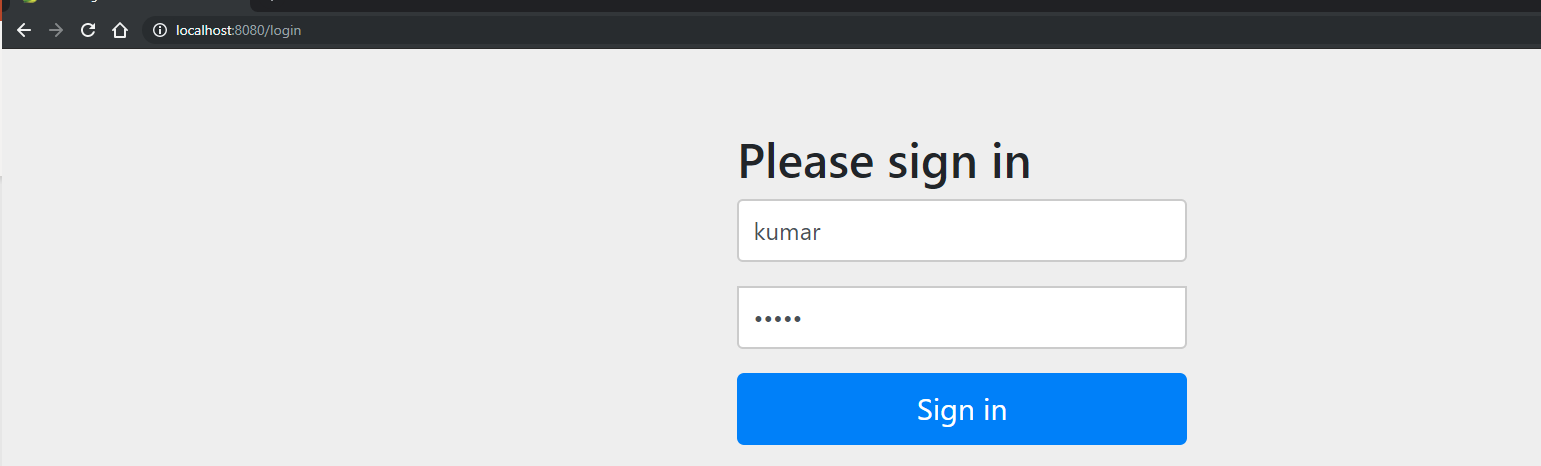 localhost:8080/login
Please sign in
kumar
•••••
Sign in